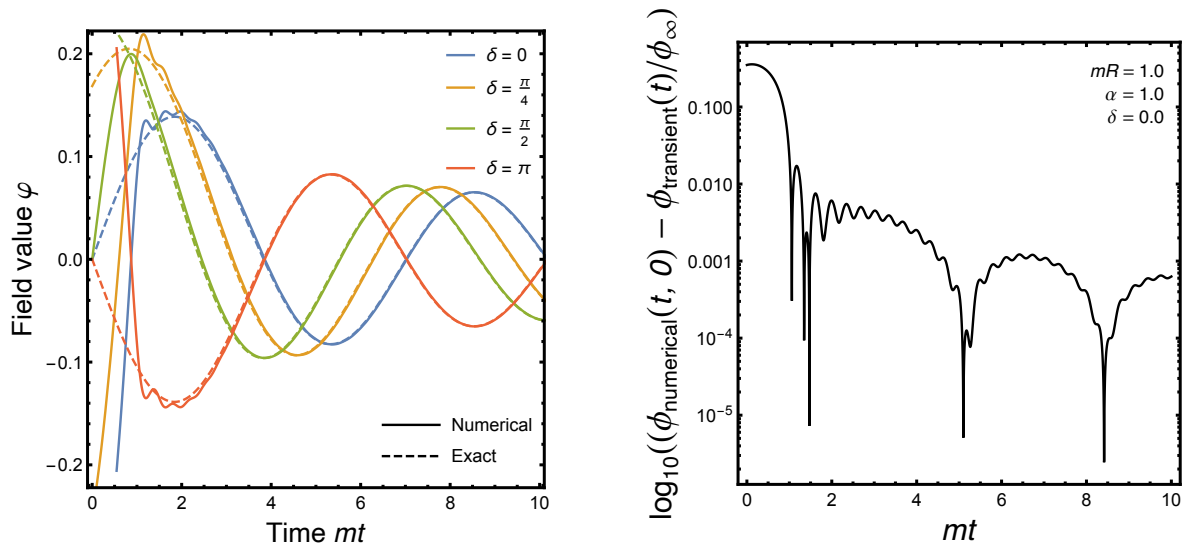 Field value φ
0.2
0.1
0.0
−0.1
−0.2
0 2 4 6 8 10
Time mt
δ = 0
δ = π/4
δ = π/2
δ = π
Numerical
Exact
log₁₀((ϕnumerical(t, 0) − ϕtransient(t)/ϕ∞)
0.100
0.010
0.001
10⁻⁴
10⁻⁵
0 2 4 6 8 10
mt
mR = 1.0
α = 1.0
δ = 0.0